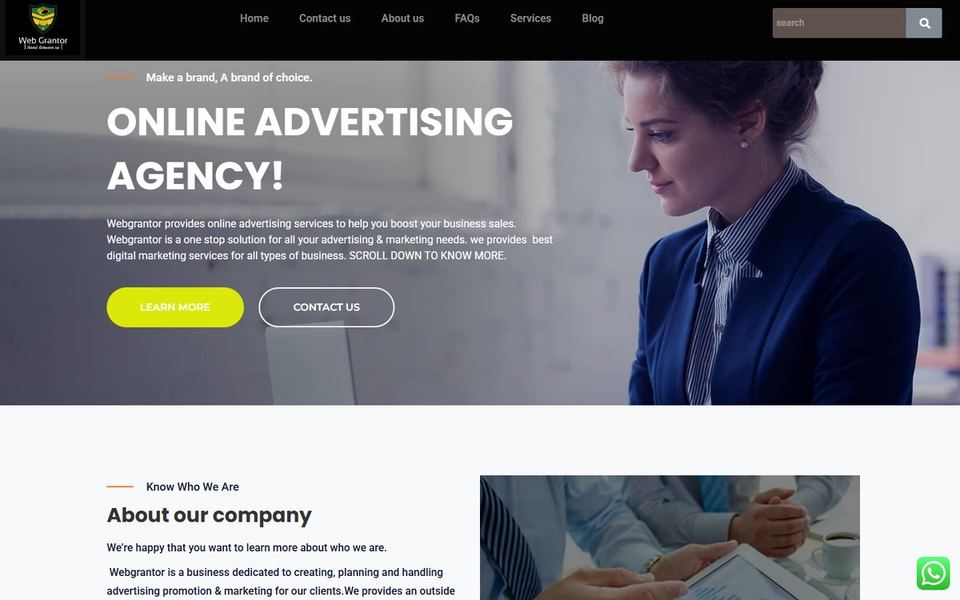 Web Grantor
Home
Contact us
About us
FAQs
Services
Blog
search
Make a brand, A brand of choice.
ONLINE ADVERTISING
AGENCY!
Webgrantor provides online advertising services to help you boost your business sales.
Webgrantor is a one stop solution for all your advertising & marketing needs. we provides best
digital marketing services for all types of business. SCROLL DOWN TO KNOW MORE.
LEARN MORE
CONTACT US
Know Who We Are
About our company
We're happy that you want to learn more about who we are.
Webgrantor is a business dedicated to creating, planning and handling
advertising promotion & marketing for our clients.We provides an outside